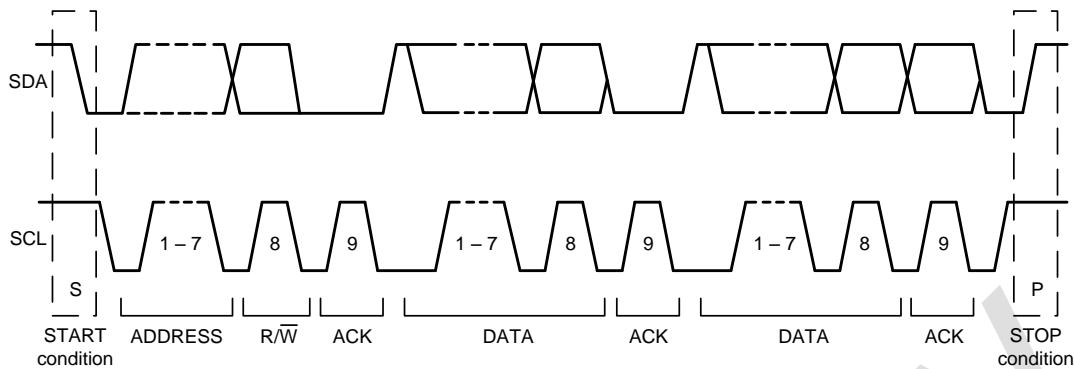 SDA
SCL
1 – 7
8
9
1 – 7
8
9
1 – 7
8
9
S
P
START
condition
ADDRESS
R/W̅
ACK
DATA
ACK
DATA
ACK
STOP
condition